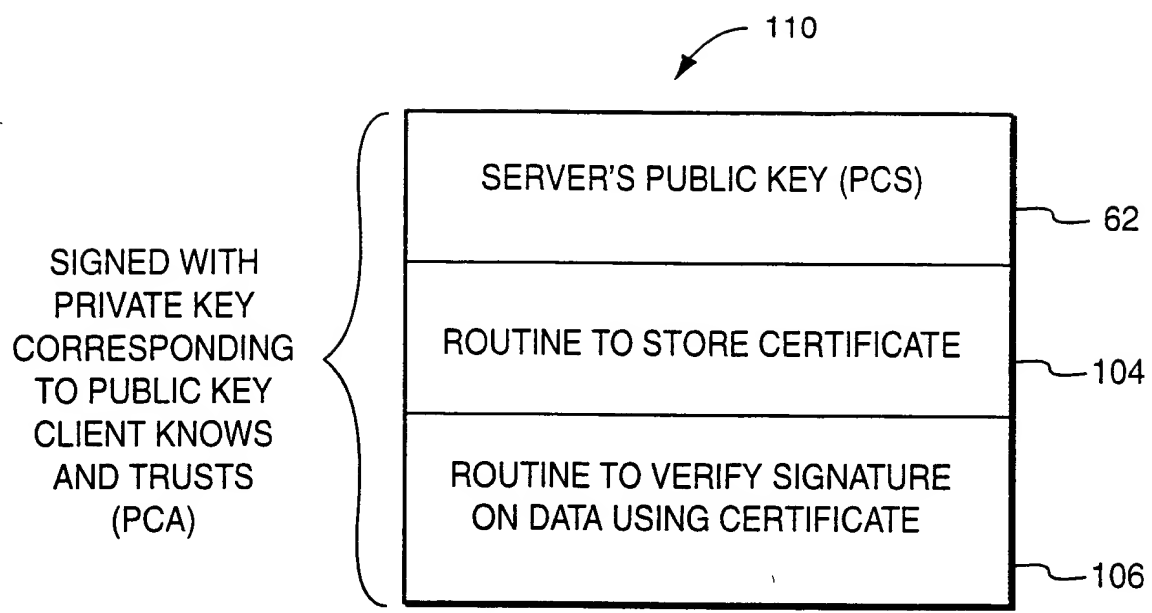 110
SERVER'S PUBLIC KEY (PCS)
62
SIGNED WITH
PRIVATE KEY
CORRESPONDING
TO PUBLIC KEY
CLIENT KNOWS
AND TRUSTS
(PCA)
ROUTINE TO STORE CERTIFICATE
104
ROUTINE TO VERIFY SIGNATURE
ON DATA USING CERTIFICATE
106